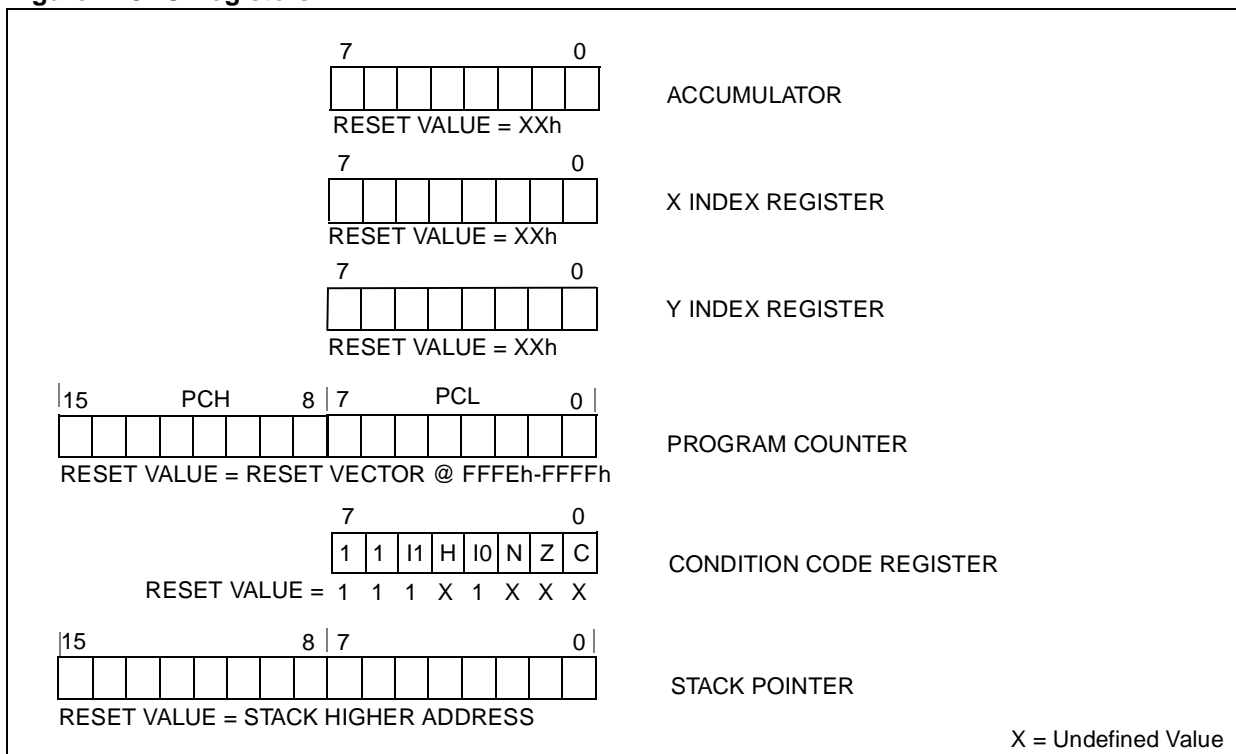 7 0
ACCUMULATOR
RESET VALUE = XXh
7 0
X INDEX REGISTER
RESET VALUE = XXh
7 0
Y INDEX REGISTER
RESET VALUE = XXh
15 PCH 8 7 PCL 0
PROGRAM COUNTER
RESET VALUE = RESET VECTOR @ FFFEh-FFFFh
7 0
1 1 I1 H I0 N Z C
CONDITION CODE REGISTER
RESET VALUE = 1 1 1 X 1 X X X
15 8 7 0
STACK POINTER
RESET VALUE = STACK HIGHER ADDRESS
X = Undefined Value